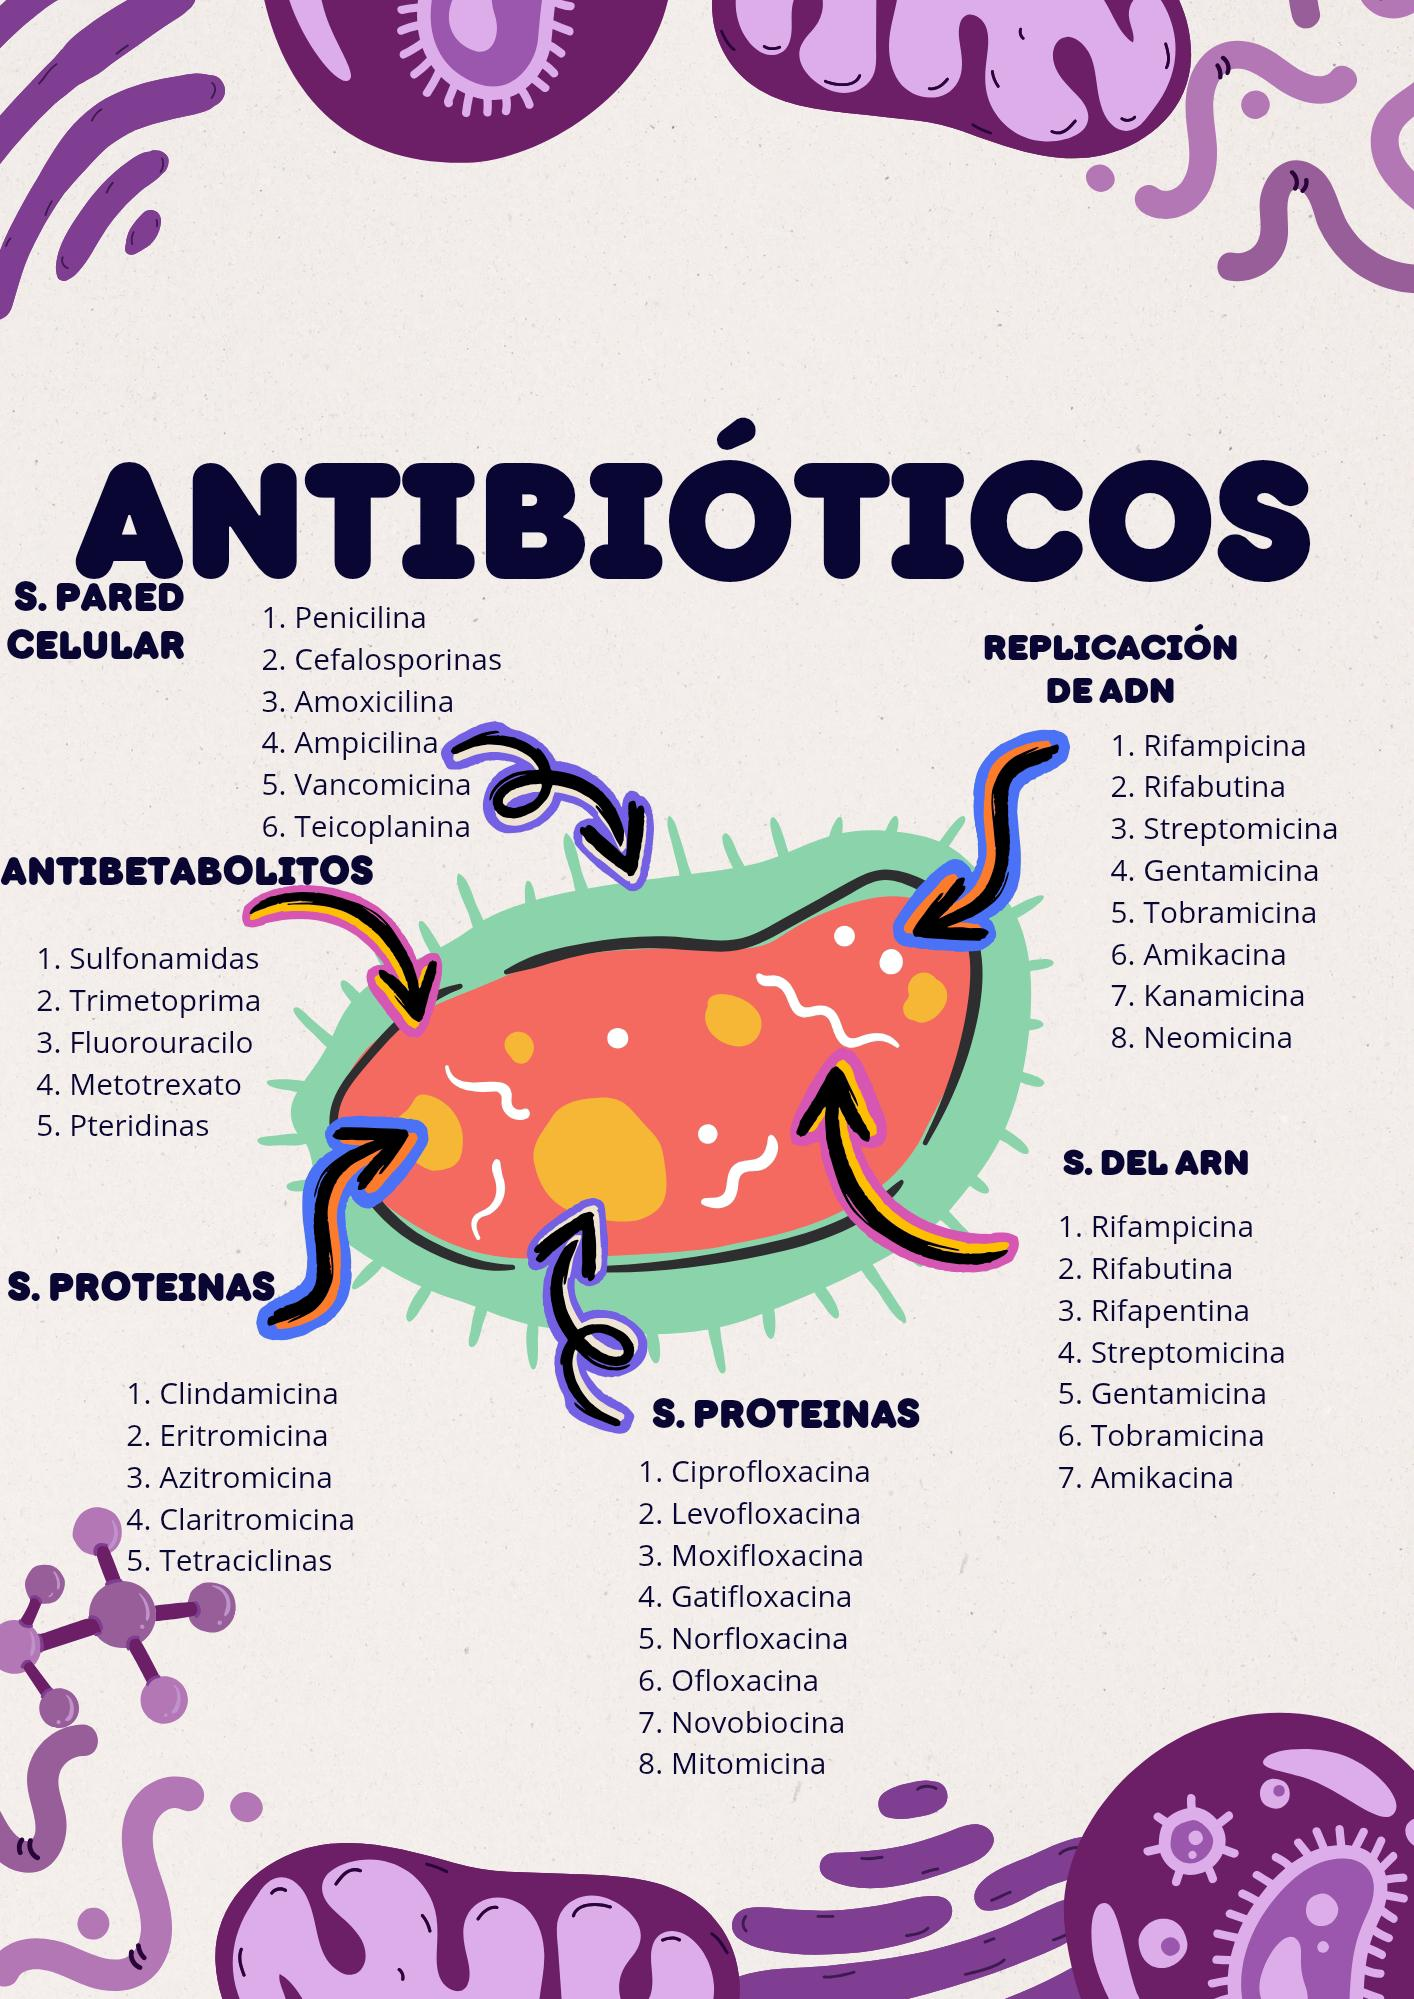 ANTIBIÓTICOS
S. PARED
CELULAR
1. Penicilina
2. Cefalosporinas
3. Amoxicilina
4. Ampicilina
5. Vancomicina
6. Teicoplanina
REPLICACIÓN
DE ADN
1. Rifampicina
2. Rifabutina
3. Streptomicina
4. Gentamicina
5. Tobramicina
6. Amikacina
7. Kanamicina
8. Neomicina
ANTIBETABOLITOS
1. Sulfonamidas
2. Trimetoprima
3. Fluorouracilo
4. Metotrexato
5. Pteridinas
S. DEL ARN
1. Rifampicina
2. Rifabutina
3. Rifapentina
4. Streptomicina
5. Gentamicina
6. Tobramicina
7. Amikacina
S. PROTEINAS
1. Clindamicina
2. Eritromicina
3. Azitromicina
4. Claritromicina
5. Tetraciclinas
S. PROTEINAS
1. Ciprofloxacina
2. Levofloxacina
3. Moxifloxacina
4. Gatifloxacina
5. Norfloxacina
6. Ofloxacina
7. Novobiocina
8. Mitomicina